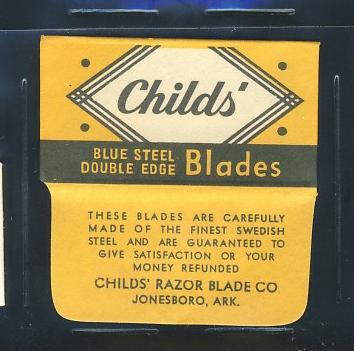 Childs'
BLUE STEEL
DOUBLE EDGE Blades
THESE BLADES ARE CAREFULLY
MADE OF THE FINEST SWEDISH
STEEL AND ARE GUARANTEED TO
GIVE SATISFACTION OR YOUR
MONEY REFUNDED
CHILDS' RAZOR BLADE CO
JONESBORO, ARK.